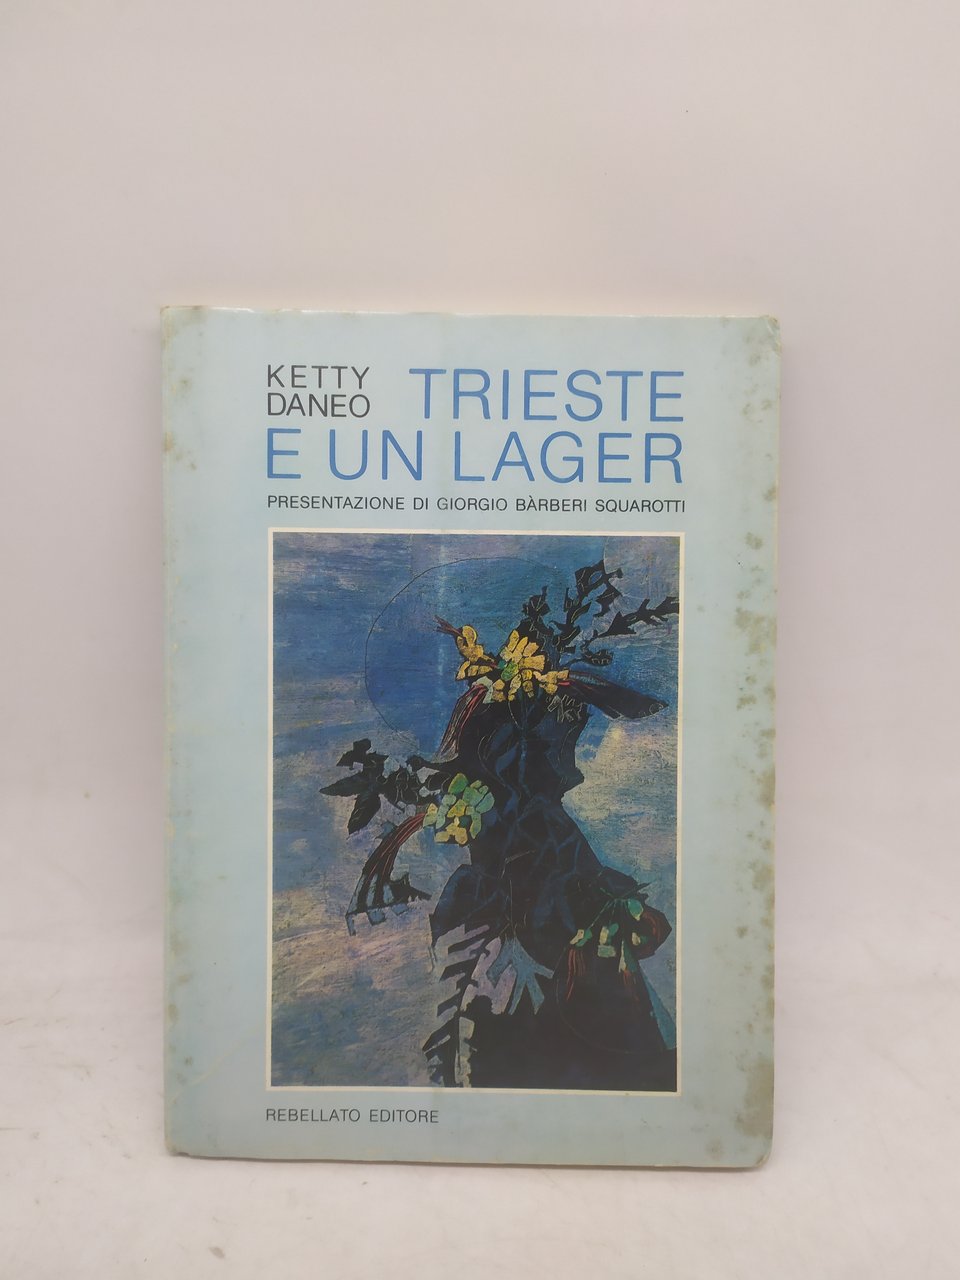 KETTY
DANEO
TRIESTE
E UN LAGER
PRESENTAZIONE DI GIORGIO BÀRBERI SQUAROTTI
REBELLATO EDITORE